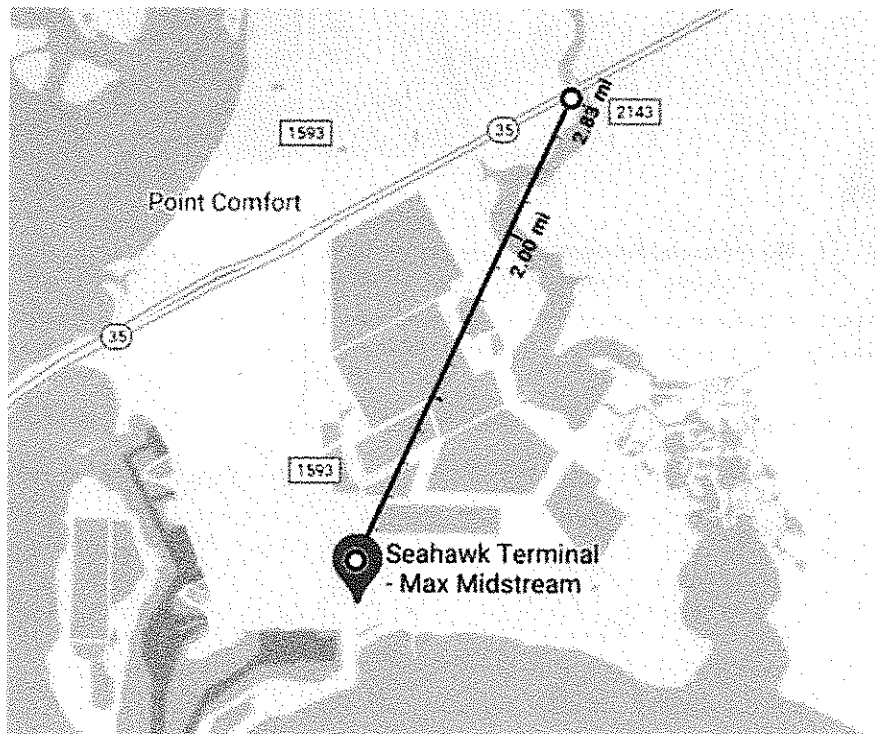 2.83 mi
2143
1593
35
Point Comfort
2.00 mi
35
1593
Seahawk Terminal
- Max Midstream